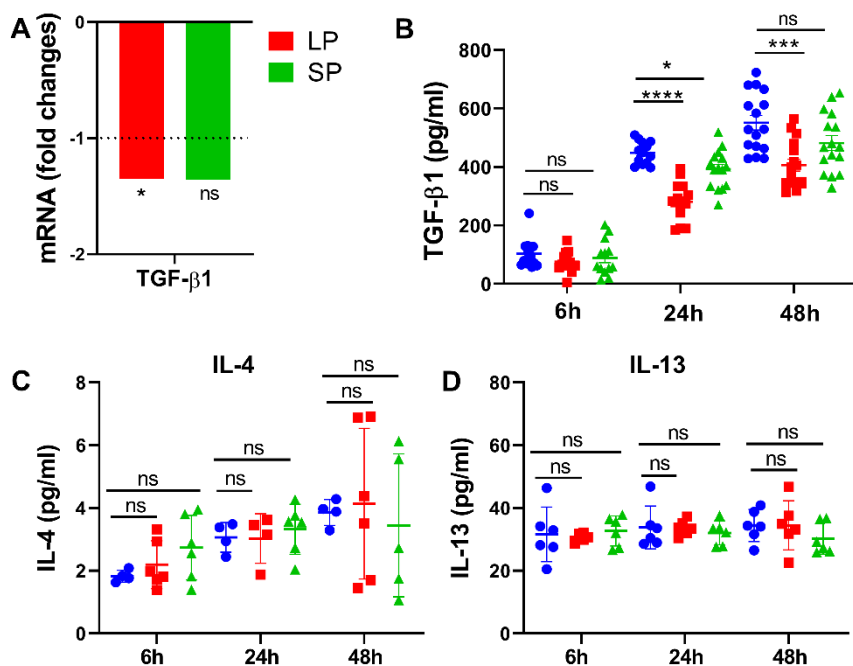 A
0
-1
-2
mRNA (fold changes)
* ns
TGF-β1
LP
SP
B
TGF-β1 (pg/ml)
800
600
400
200
0
ns
ns
*
****
ns
***
6h 24h 48h
C
IL-4
IL-4 (pg/ml)
8
6
4
2
0
ns
ns
ns
ns
ns
ns
6h 24h 48h
D
IL-13
IL-13 (pg/ml)
80
60
40
20
0
ns
ns
ns
ns
ns
ns
6h 24h 48h